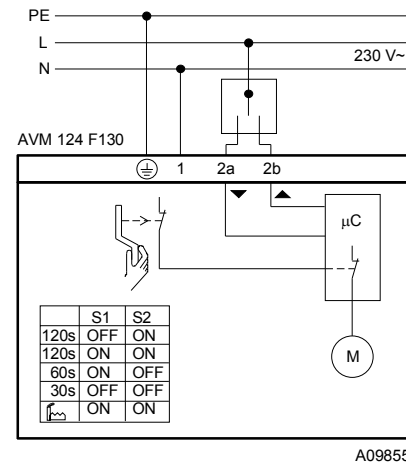 PE
L
N
230 V~
AVM 124 F130
1 2a 2b
µC
M
S1 S2
120s OFF ON
120s ON ON
60s ON OFF
30s OFF OFF
ON ON
A09855